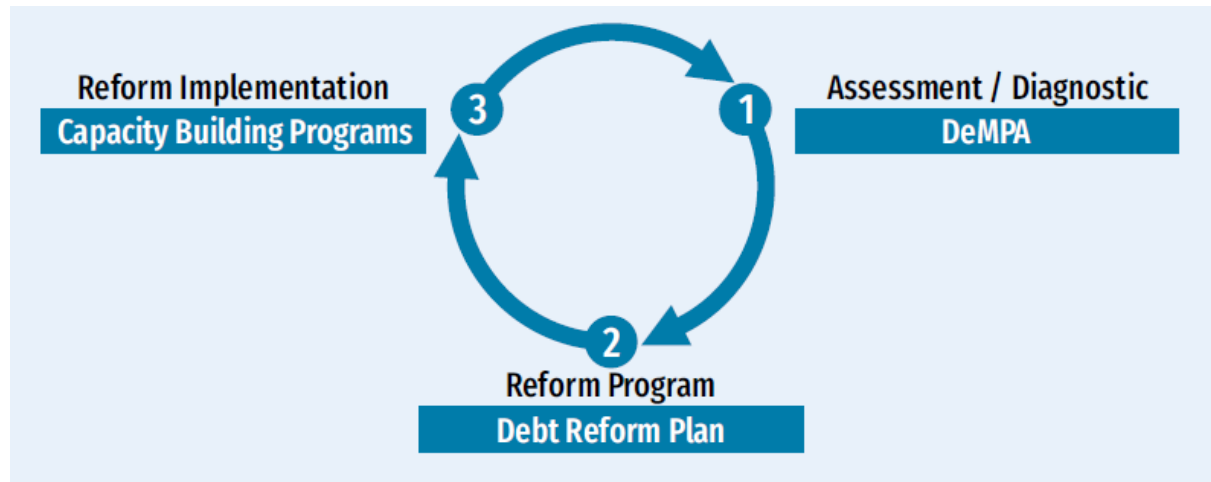 Reform Implementation
Capacity Building Programs
3
1
Assessment / Diagnostic
DeMPA
2
Reform Program
Debt Reform Plan